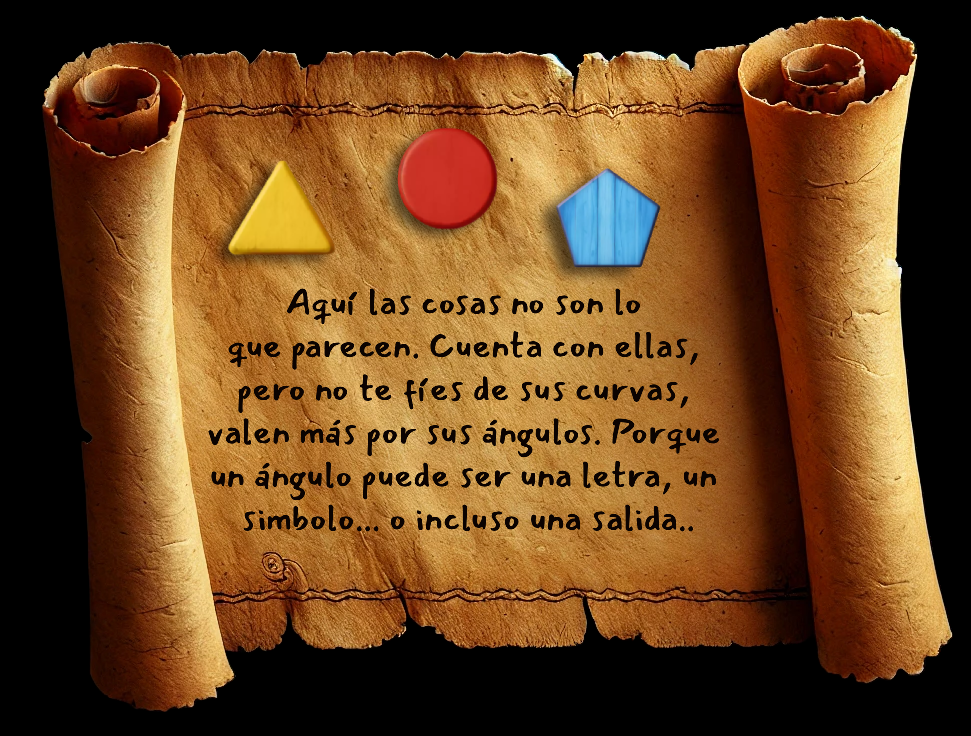 Aquí las cosas no son lo
que parecen. Cuenta con ellas,
pero no te fíes de sus curvas,
valen más por sus ángulos. Porque
un ángulo puede ser una letra, un
simbolo... o incluso una salida..